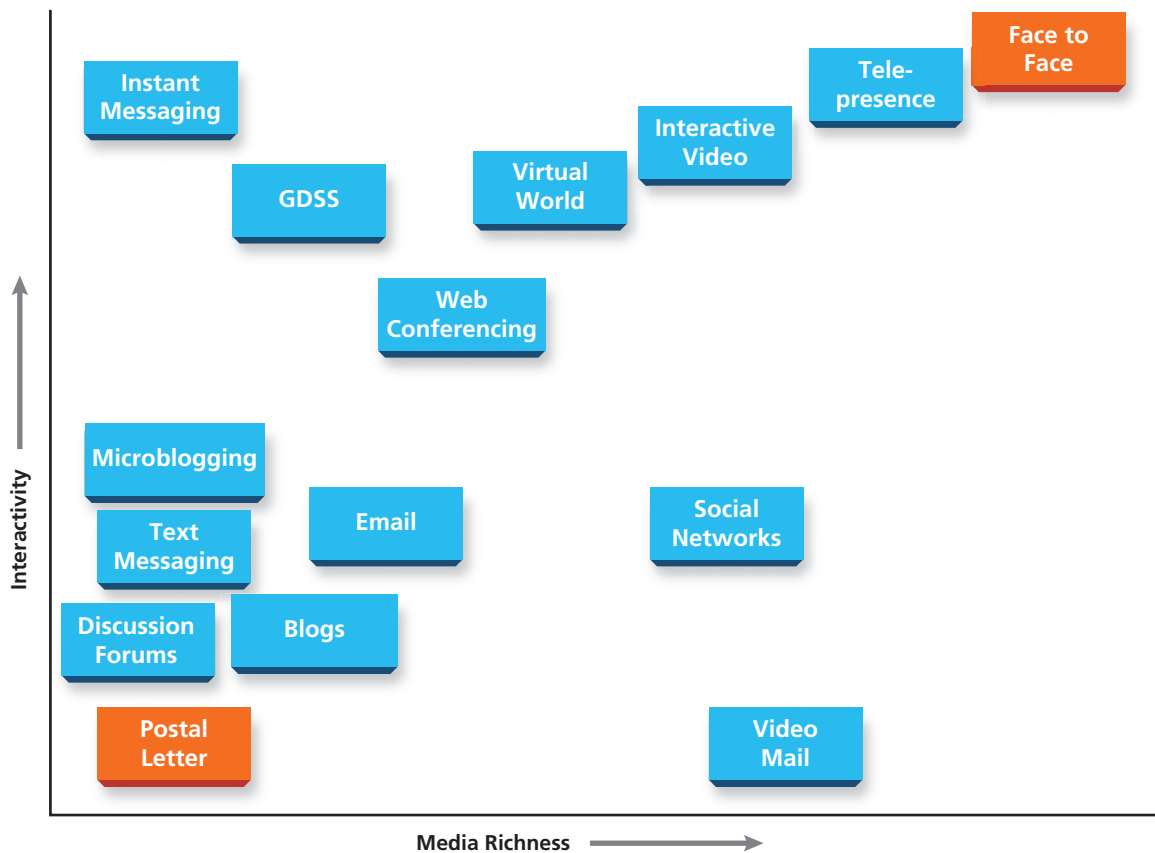 Face to
Face
Tele-
presence
Instant
Messaging
Interactive
Video
Virtual
World
GDSS
Web
Conferencing
Microblogging
Email
Social
Networks
Text
Messaging
Discussion
Forums
Blogs
Postal
Letter
Video
Mail
Interactivity
Media Richness